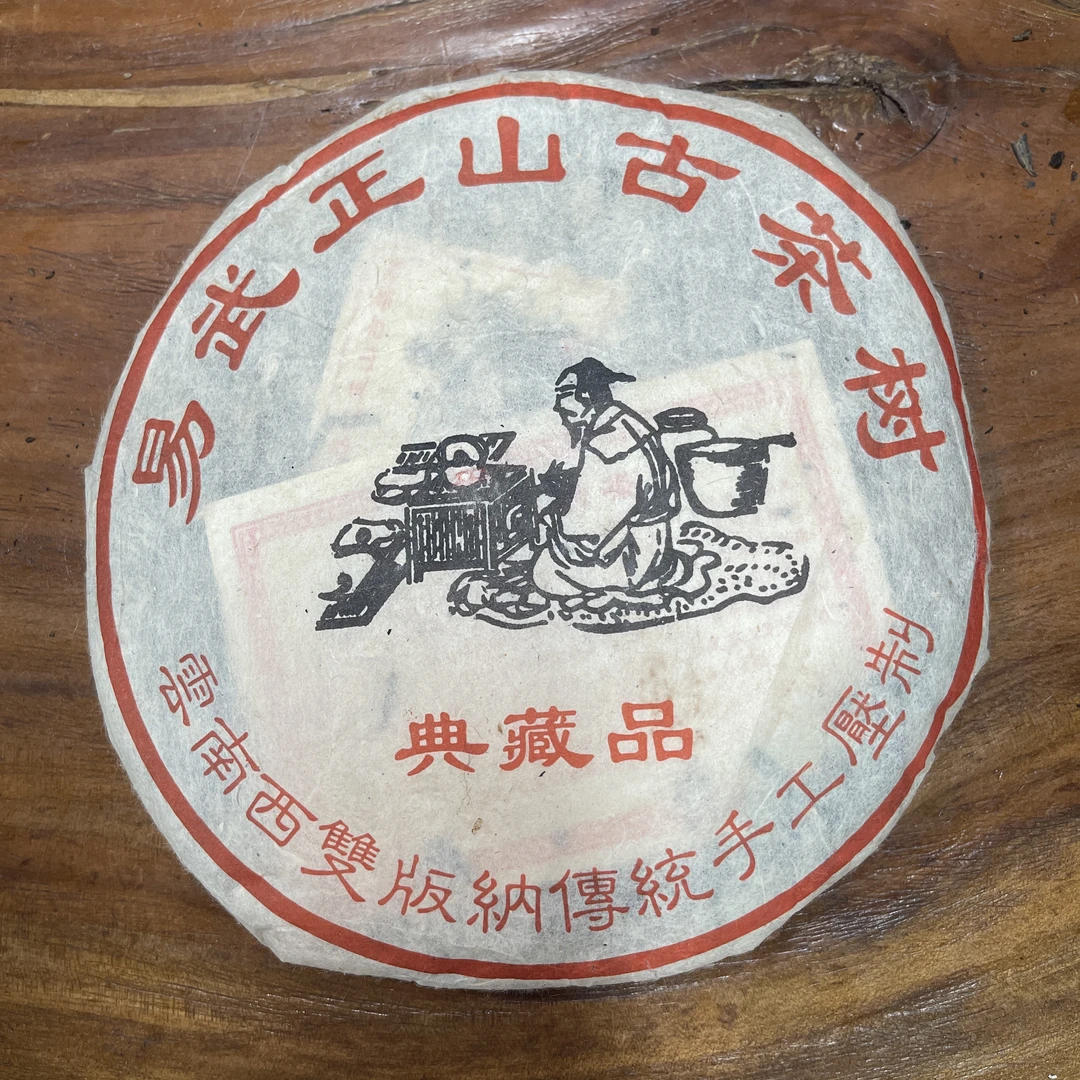 易武正山古茶树
典藏品
雲南西雙版納傳統手工壓制